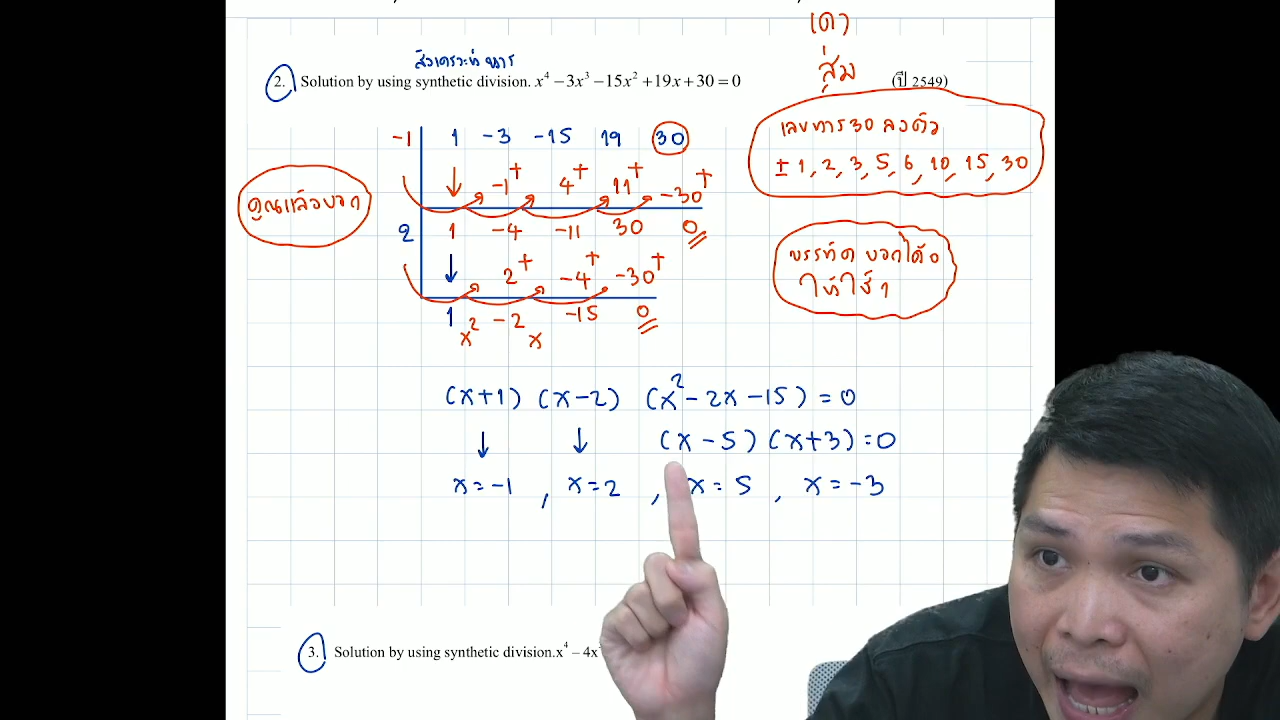 เดา
สุ่ม
สังเคราะห์ หาร
2. Solution by using synthetic division. x⁴ −3x³ −15x² +19x+30 = 0 (ปี 2549)
-1 1 -3 -15 19 30
-1+ 4+ 11+ -30+
2 1 -4 -11 30 0
2+ -4+ -30+
1 x² -2 x -15 0
คูณแล้วบวก
เลขหาร 30 ลงตัว
± 1, 2, 3, 5, 6, 10, 15, 30
บรรทัด บวกได้ 0
ให้ใช้
(x+1) (x-2) (x²-2x-15) = 0
(x-5) (x+3) = 0
x=-1 , x=2 , x=5 , x=-3
3. Solution by using synthetic division.x⁴ – 4x